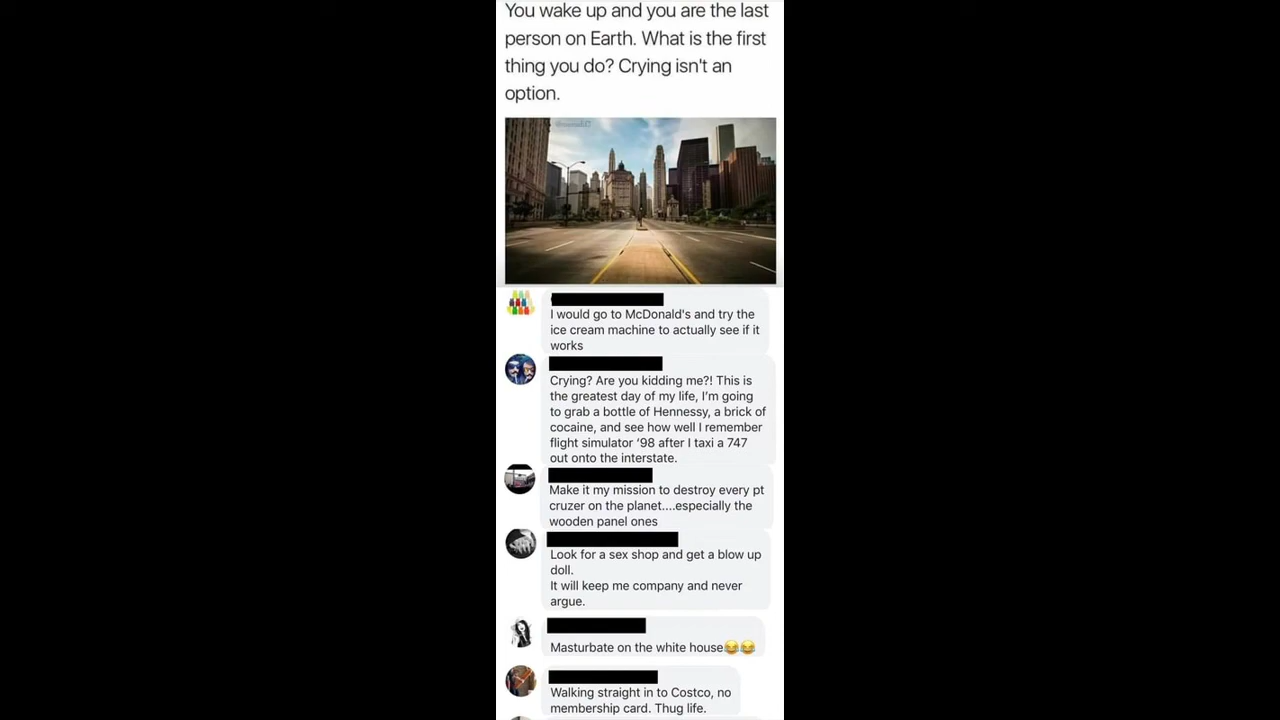 You wake up and you are the last
person on Earth. What is the first
thing you do? Crying isn't an
option.
I would go to McDonald's and try the
ice cream machine to actually see if it
works
Crying? Are you kidding me?! This is
the greatest day of my life, I'm going
to grab a bottle of Hennessy, a brick of
cocaine, and see how well I remember
flight simulator ‘98 after I taxi a 747
out onto the interstate.
Make it my mission to destroy every pt
cruzer on the planet....especially the
wooden panel ones
Look for a sex shop and get a blow up
doll.
It will keep me company and never
argue.
Masturbate on the white house😂😂
Walking straight in to Costco, no
membership card. Thug life.